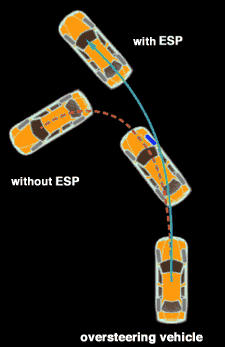 with ESP
without ESP
oversteering vehicle